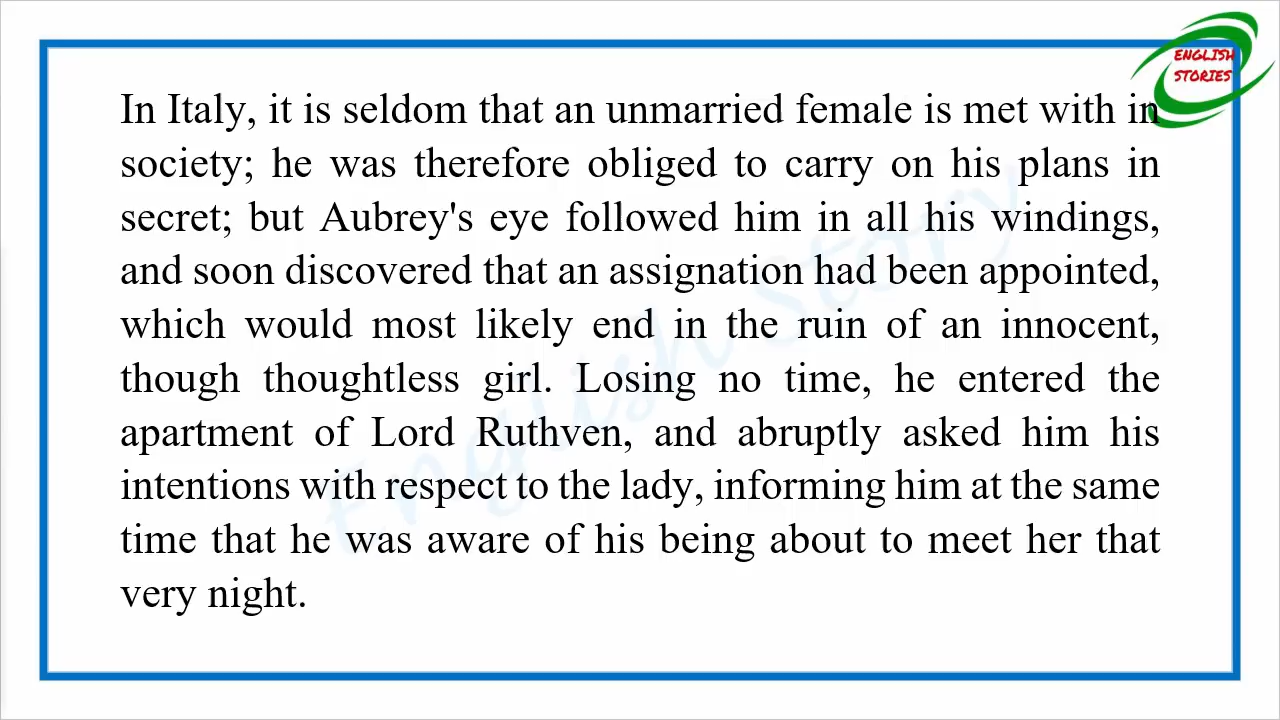 ENGLISH
STORIES
In Italy, it is seldom that an unmarried female is met with in
society; he was therefore obliged to carry on his plans in
secret; but Aubrey's eye followed him in all his windings,
and soon discovered that an assignation had been appointed,
which would most likely end in the ruin of an innocent,
though thoughtless girl. Losing no time, he entered the
apartment of Lord Ruthven, and abruptly asked him his
intentions with respect to the lady, informing him at the same
time that he was aware of his being about to meet her that
very night.
English Story